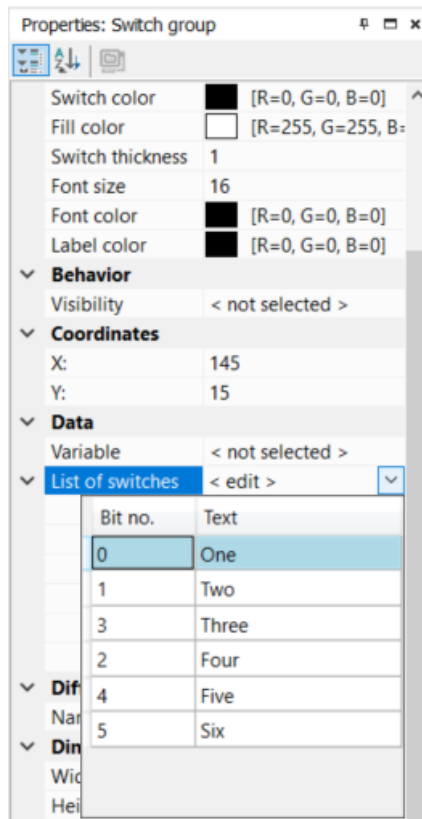 Properties: Switch group
Switch color [R=0, G=0, B=0]
Fill color [R=255, G=255, B=
Switch thickness 1
Font size 16
Font color [R=0, G=0, B=0]
Label color [R=0, G=0, B=0]
Behavior
Visibility < not selected >
Coordinates
X: 145
Y: 15
Data
Variable < not selected >
List of switches < edit >
Bit no. Text
0 One
1 Two
3 Three
2 Four
4 Five
5 Six
Dif
Nar
Din
Wid
Hei